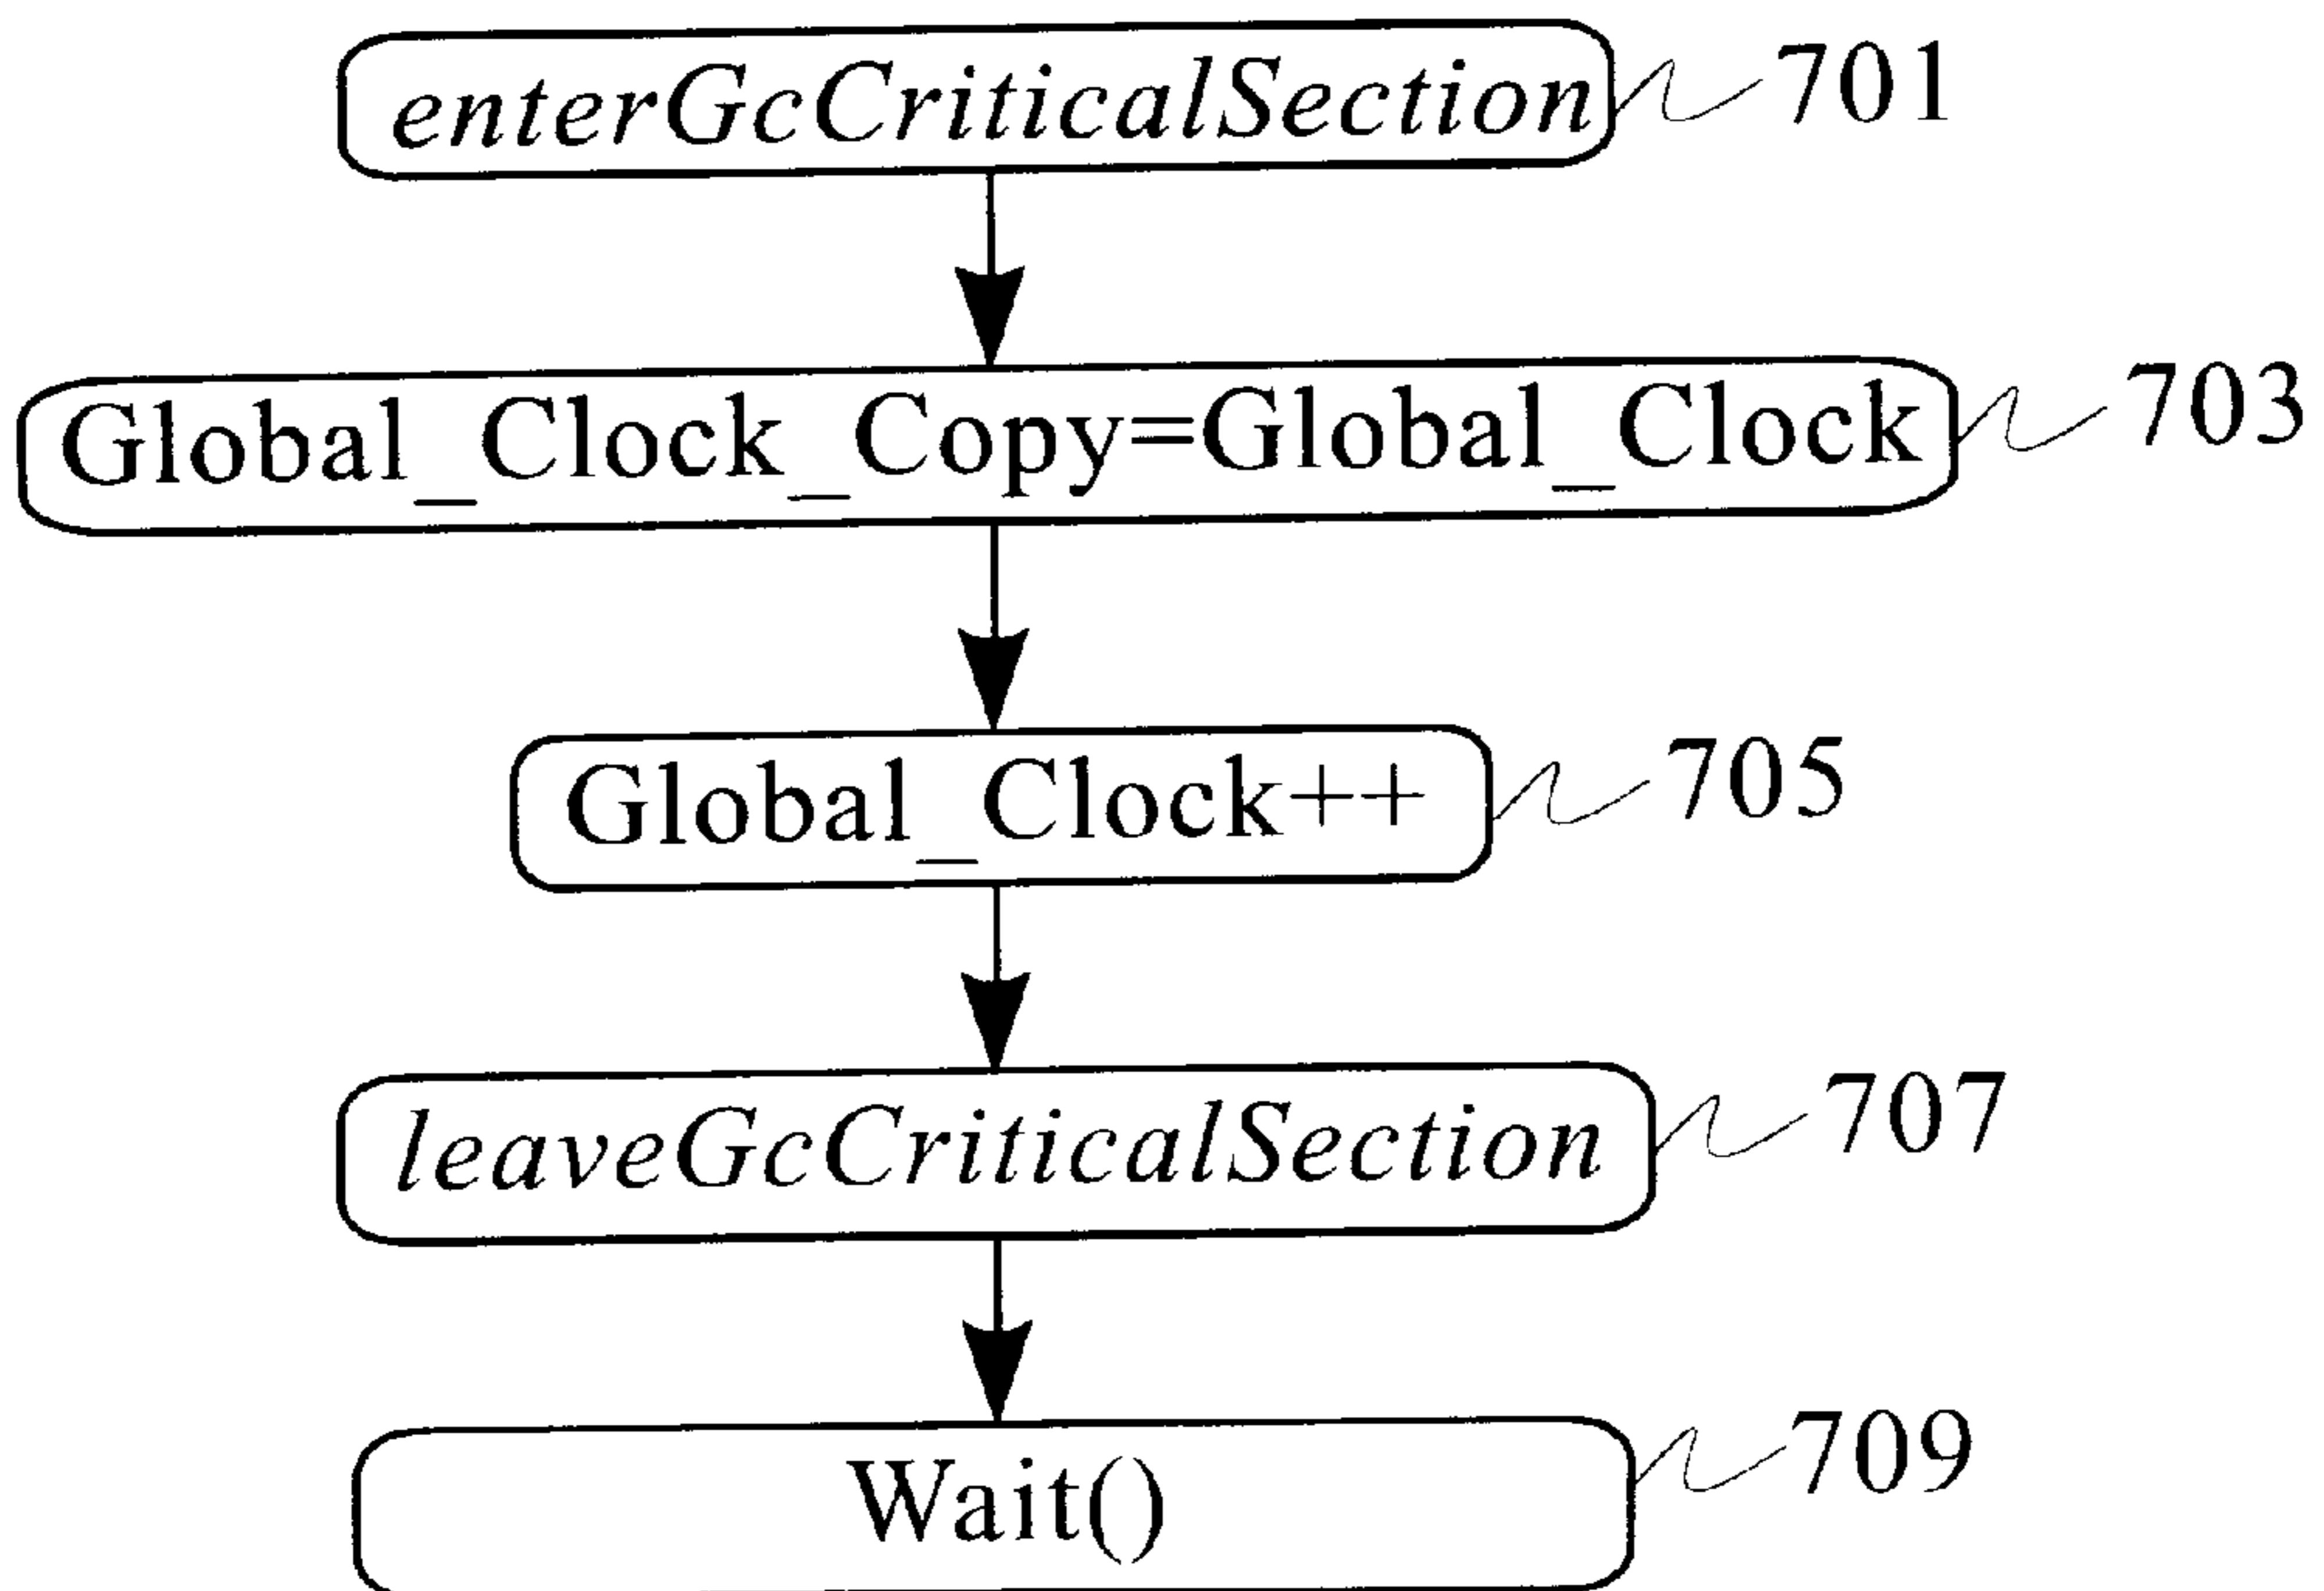 enterGcCriticalSection 701
Global_Clock_Copy=Global_Clock 703
Global_Clock++ 705
leaveGcCriticalSection 707
Wait() 709